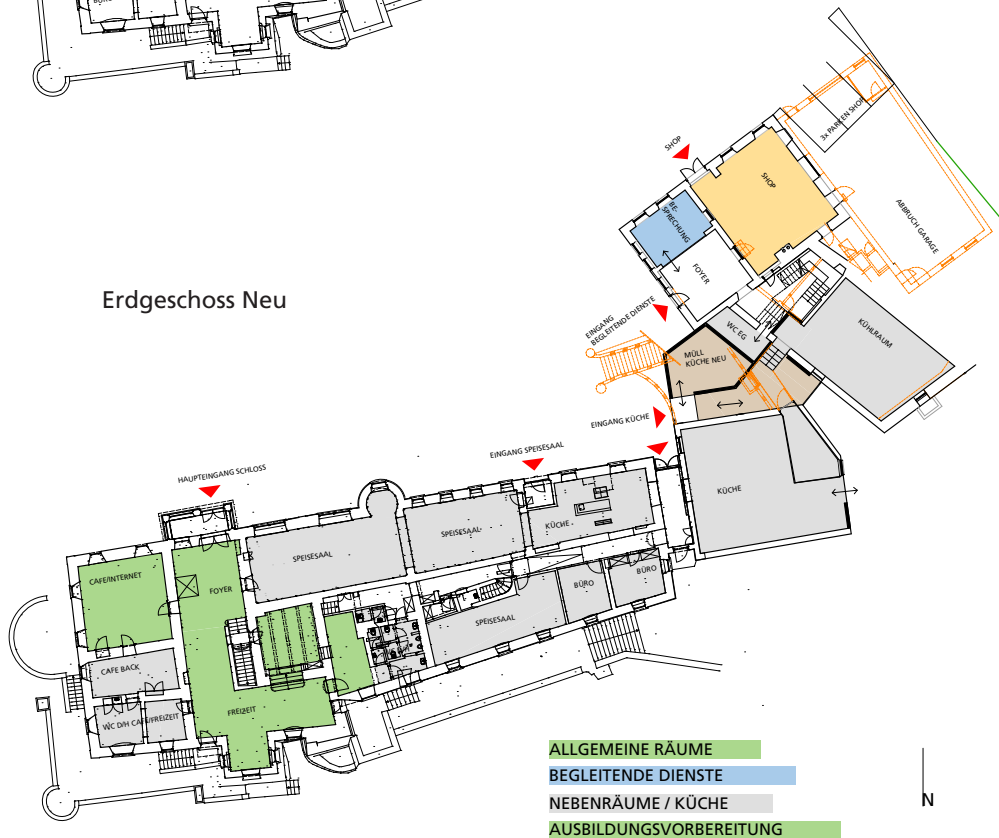 3x PARKEN SHOP
SHOP
SHOP
BE-
SPRECHUNG
ABBRUCH GARAGE
FOYER
Erdgeschoss Neu
EINGANG
BEGLEITENDE DIENSTE
WC EG
KÜHLRAUM
MÜLL
KÜCHE NEU
EINGANG KÜCHE
EINGANG SPEISESAAL
HAUPTEINGANG SCHLOSS
KÜCHE
KÜCHE
SPEISESAAL
SPEISESAAL
CAFE/INTERNET
FOYER
BÜRO
BÜRO
SPEISESAAL
CAFE BACK
FREIZEIT
WC D/H CAFE/FREIZEIT
ALLGEMEINE RÄUME
BEGLEITENDE DIENSTE
NEBENRÄUME / KÜCHE
AUSBILDUNGSVORBEREITUNG
N